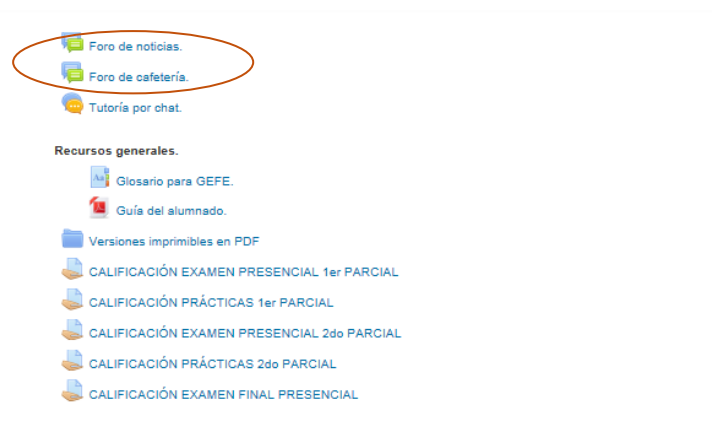 Foro de noticias.
Foro de cafetería.
Tutoría por chat.
Recursos generales.
Glosario para GEFE.
Guía del alumnado.
Versiones imprimibles en PDF
CALIFICACIÓN EXAMEN PRESENCIAL 1er PARCIAL
CALIFICACIÓN PRÁCTICAS 1er PARCIAL
CALIFICACIÓN EXAMEN PRESENCIAL 2do PARCIAL
CALIFICACIÓN PRÁCTICAS 2do PARCIAL
CALIFICACIÓN EXAMEN FINAL PRESENCIAL